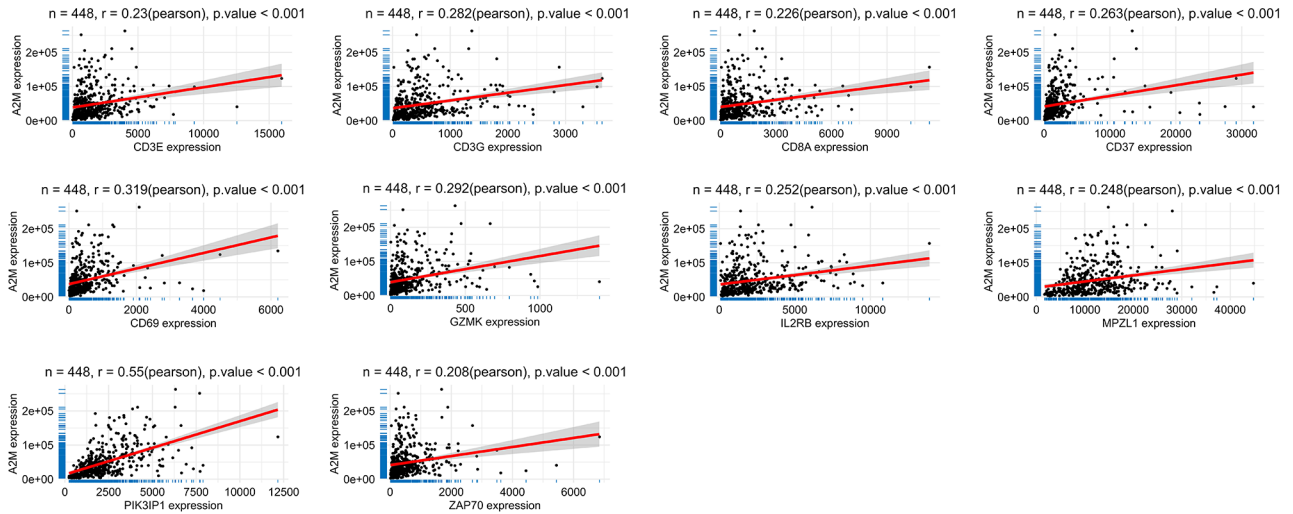 n = 448, r = 0.23(pearson), p.value < 0.001
A2M expression
2e+05
1e+05
0e+00
0 5000 10000 15000
CD3E expression
n = 448, r = 0.282(pearson), p.value < 0.001
A2M expression
2e+05
1e+05
0e+00
0 1000 2000 3000
CD3G expression
n = 448, r = 0.226(pearson), p.value < 0.001
A2M expression
2e+05
1e+05
0e+00
0 3000 6000 9000
CD8A expression
n = 448, r = 0.263(pearson), p.value < 0.001
A2M expression
2e+05
1e+05
0e+00
0 10000 20000 30000
CD37 expression
n = 448, r = 0.319(pearson), p.value < 0.001
A2M expression
2e+05
1e+05
0e+00
0 2000 4000 6000
CD69 expression
n = 448, r = 0.292(pearson), p.value < 0.001
A2M expression
2e+05
1e+05
0e+00
0 500 1000
GZMK expression
n = 448, r = 0.252(pearson), p.value < 0.001
A2M expression
2e+05
1e+05
0e+00
0 5000 10000
IL2RB expression
n = 448, r = 0.248(pearson), p.value < 0.001
A2M expression
2e+05
1e+05
0e+00
0 10000 20000 30000 40000
MPZL1 expression
n = 448, r = 0.55(pearson), p.value < 0.001
A2M expression
2e+05
1e+05
0e+00
0 2500 5000 7500 10000 12500
PIK3IP1 expression
n = 448, r = 0.208(pearson), p.value < 0.001
A2M expression
2e+05
1e+05
0e+00
0 2000 4000 6000
ZAP70 expression